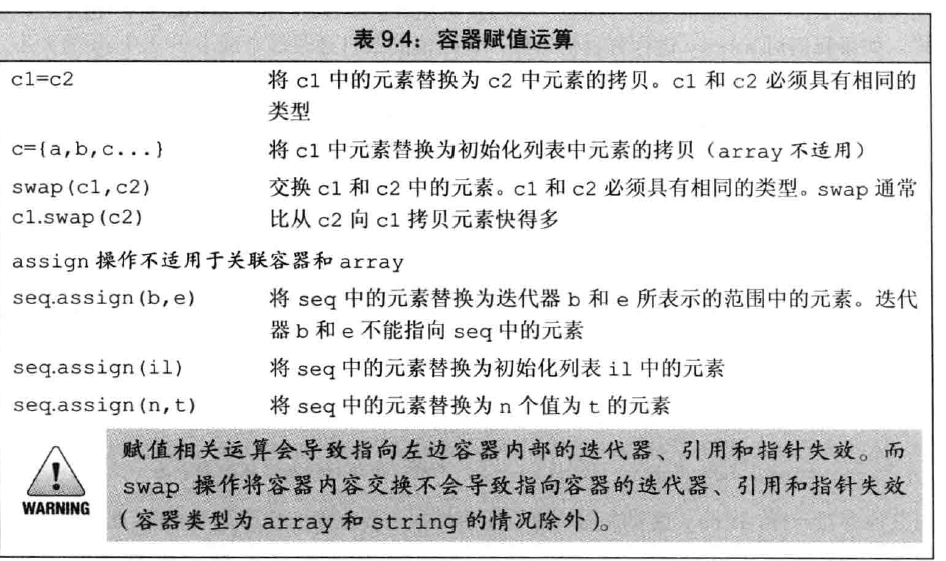 表 9.4：容器赋值运算
c1=c2 将 c1 中的元素替换为 c2 中元素的拷贝。c1 和 c2 必须具有相同的
类型
c={a,b,c...} 将 c1 中元素替换为初始化列表中元素的拷贝（array 不适用）
swap(c1,c2) 交换 c1 和 c2 中的元素。c1 和 c2 必须具有相同的类型。swap 通常
c1.swap(c2) 比从 c2 向 c1 拷贝元素快得多
assign 操作不适用于关联容器和 array
seq.assign(b,e) 将 seq 中的元素替换为迭代器 b 和 e 所表示的范围中的元素。迭代
器 b 和 e 不能指向 seq 中的元素
seq.assign(il) 将 seq 中的元素替换为初始化列表 il 中的元素
seq.assign(n,t) 将 seq 中的元素替换为 n 个值为 t 的元素
赋值相关运算会导致指向左边容器内部的迭代器、引用和指针失效。而
swap 操作将容器内容交换不会导致指向容器的迭代器、引用和指针失效
（容器类型为 array 和 string 的情况除外）。
WARNING